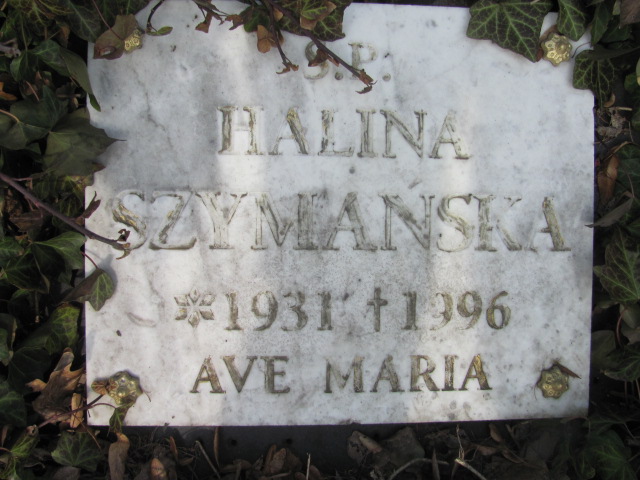 Ś.P.
HALINA
SZYMAŃSKA
*1931 †1996
AVE MARIA